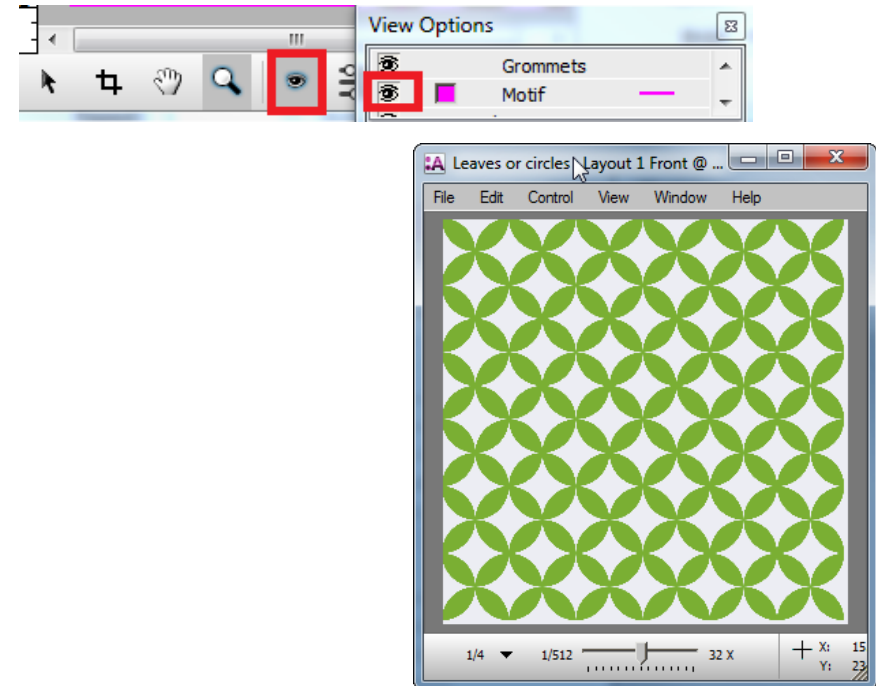 View Options
Grommets
Motif
:A Leaves or circles Layout 1 Front @ ...
File Edit Control View Window Help
1/4 1/512 32 X X: 15
Y: 23